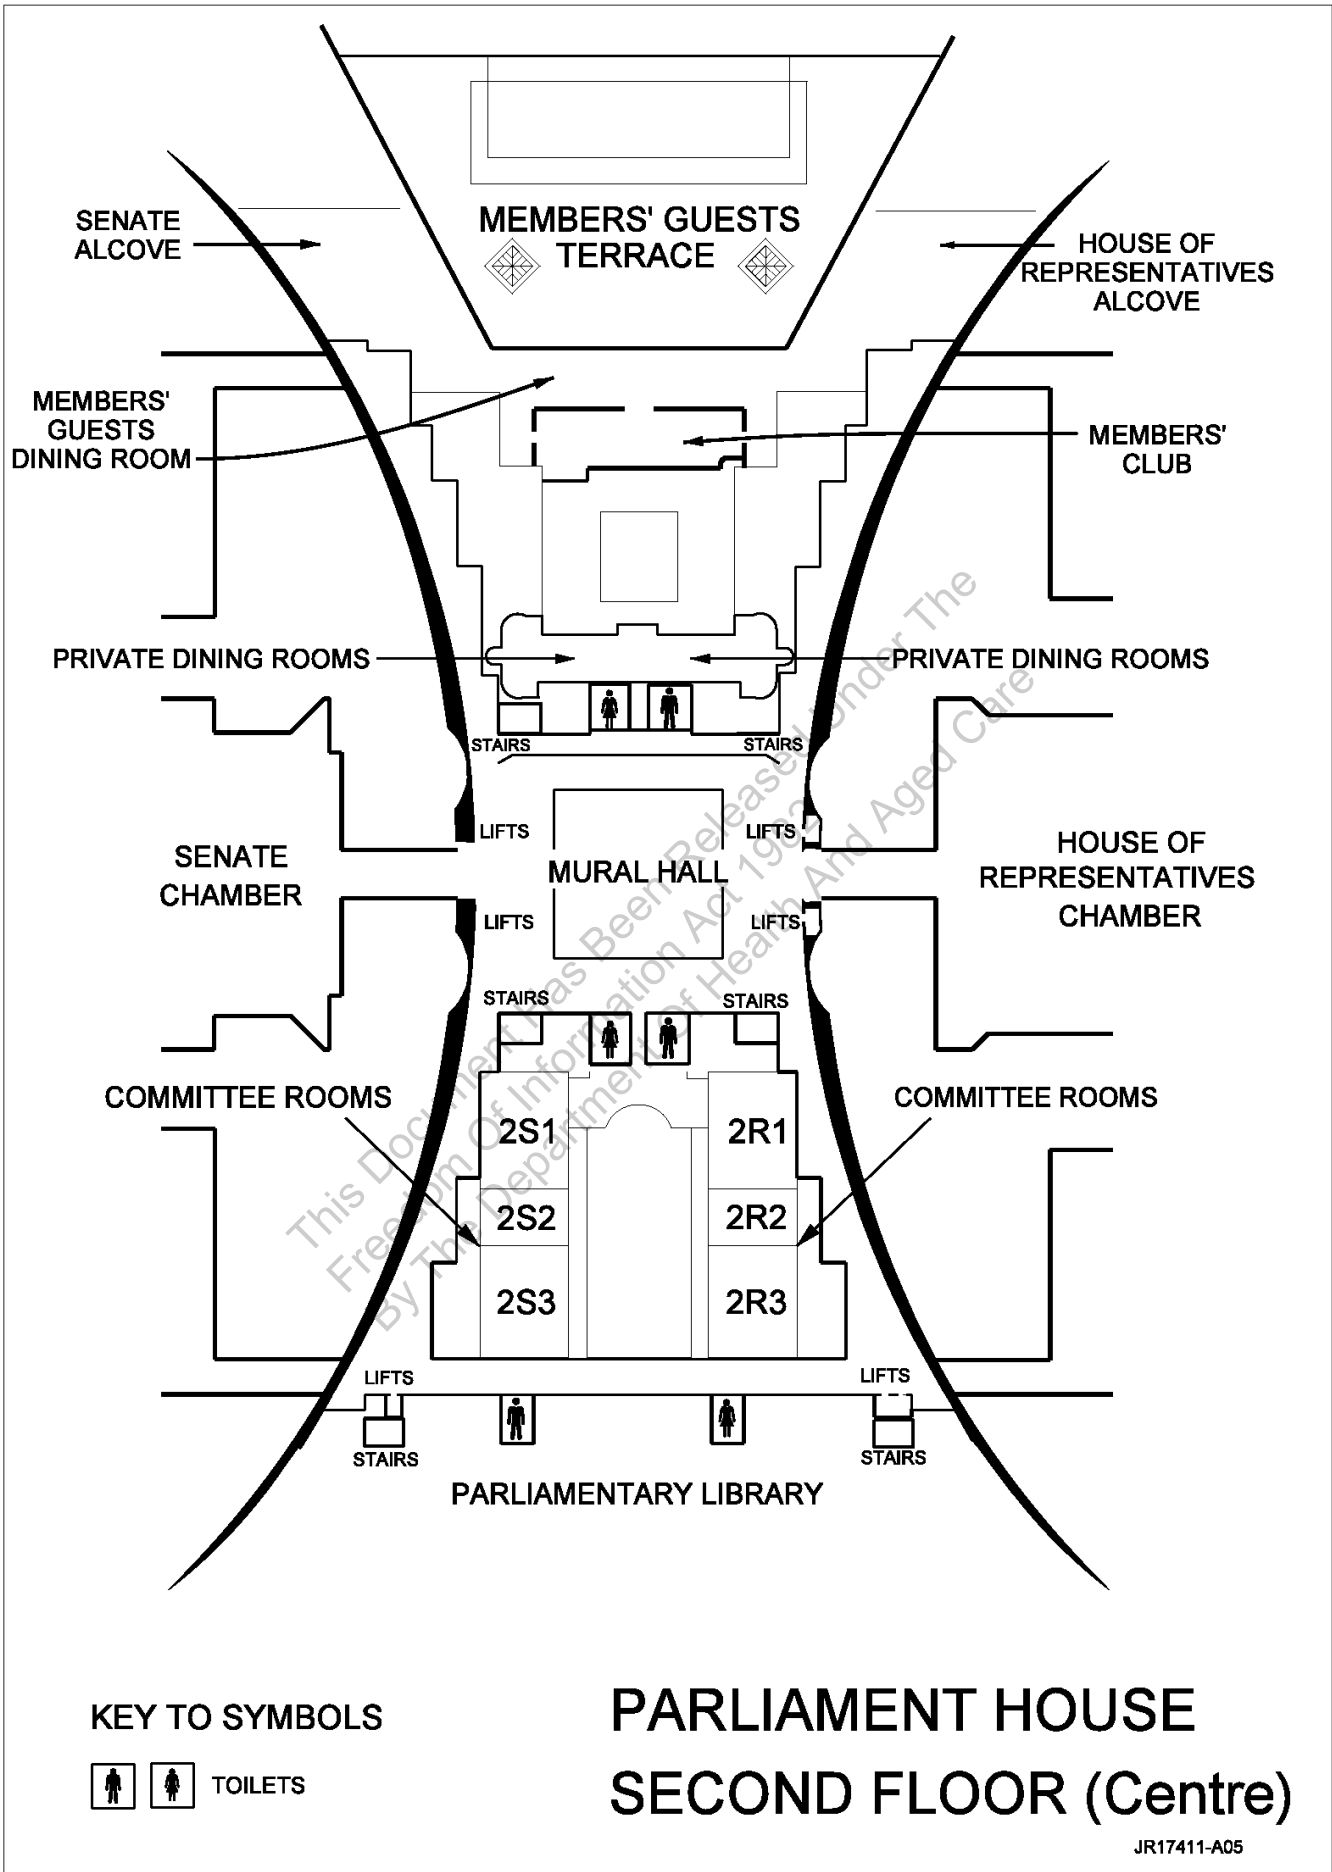 MEMBERS' GUESTS
TERRACE
SENATE
ALCOVE
HOUSE OF
REPRESENTATIVES
ALCOVE
MEMBERS'
GUESTS
DINING ROOM
MEMBERS'
CLUB
PRIVATE DINING ROOMS
PRIVATE DINING ROOMS
STAIRS
STAIRS
LIFTS
LIFTS
SENATE
CHAMBER
MURAL HALL
HOUSE OF
REPRESENTATIVES
CHAMBER
LIFTS
LIFTS
STAIRS
STAIRS
COMMITTEE ROOMS
COMMITTEE ROOMS
2S1
2R1
2S2
2R2
2S3
2R3
This Document Has Been Released Under The
Freedom Of Information Act 1982
By The Department Of Health And Aged Care
LIFTS
LIFTS
STAIRS
STAIRS
PARLIAMENTARY LIBRARY
KEY TO SYMBOLS
TOILETS
PARLIAMENT HOUSE
SECOND FLOOR (Centre)
JR17411-A05